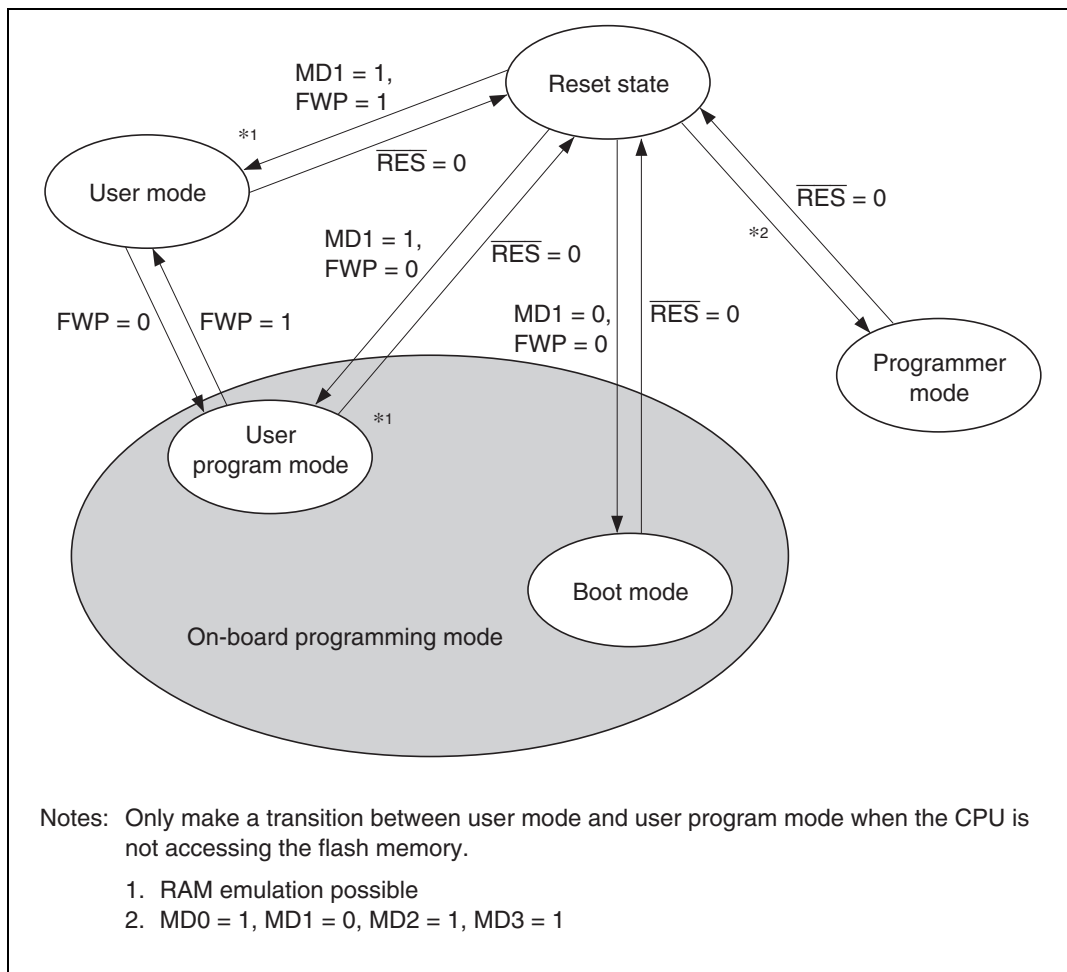 Reset state
MD1 = 1,
FWP = 1
*1
RES = 0
User mode
RES = 0
*2
MD1 = 1,
FWP = 0
RES = 0
MD1 = 0,
FWP = 0
RES = 0
FWP = 0
FWP = 1
Programmer
mode
User
program mode
*1
Boot mode
On-board programming mode
Notes: Only make a transition between user mode and user program mode when the CPU is
not accessing the flash memory.
1. RAM emulation possible
2. MD0 = 1, MD1 = 0, MD2 = 1, MD3 = 1